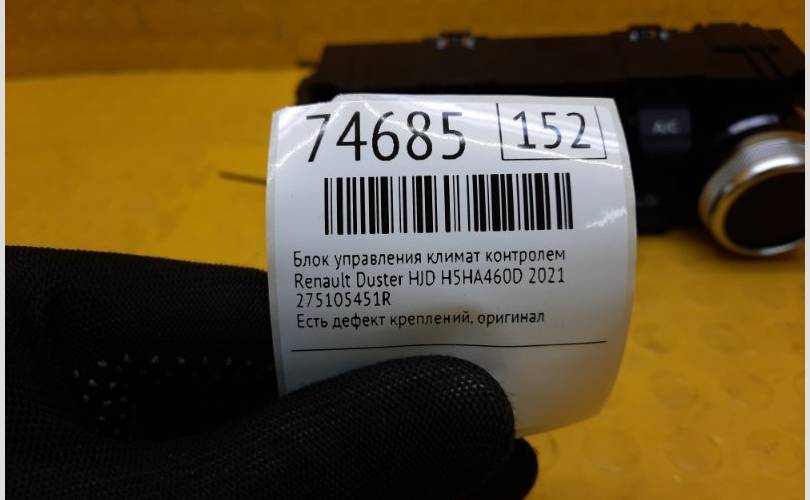 74685 152
Блок управления климат контролем
Renault Duster HJD H5HA460D 2021
275105451R
Есть дефект креплений, оригинал
A/C